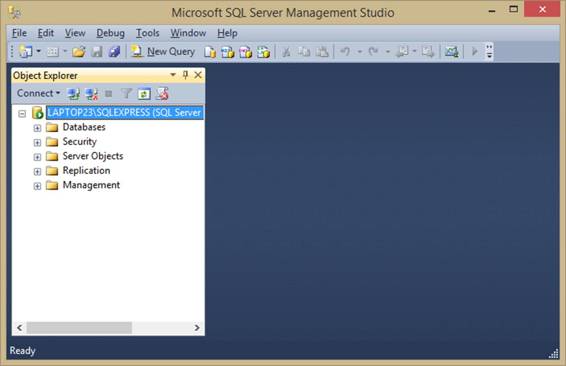 Microsoft SQL Server Management Studio
File Edit View Debug Tools Window Help
New Query
Object Explorer
Connect
LAPTOP23\SQLEXPRESS (SQL Server
Databases
Security
Server Objects
Replication
Management
Ready